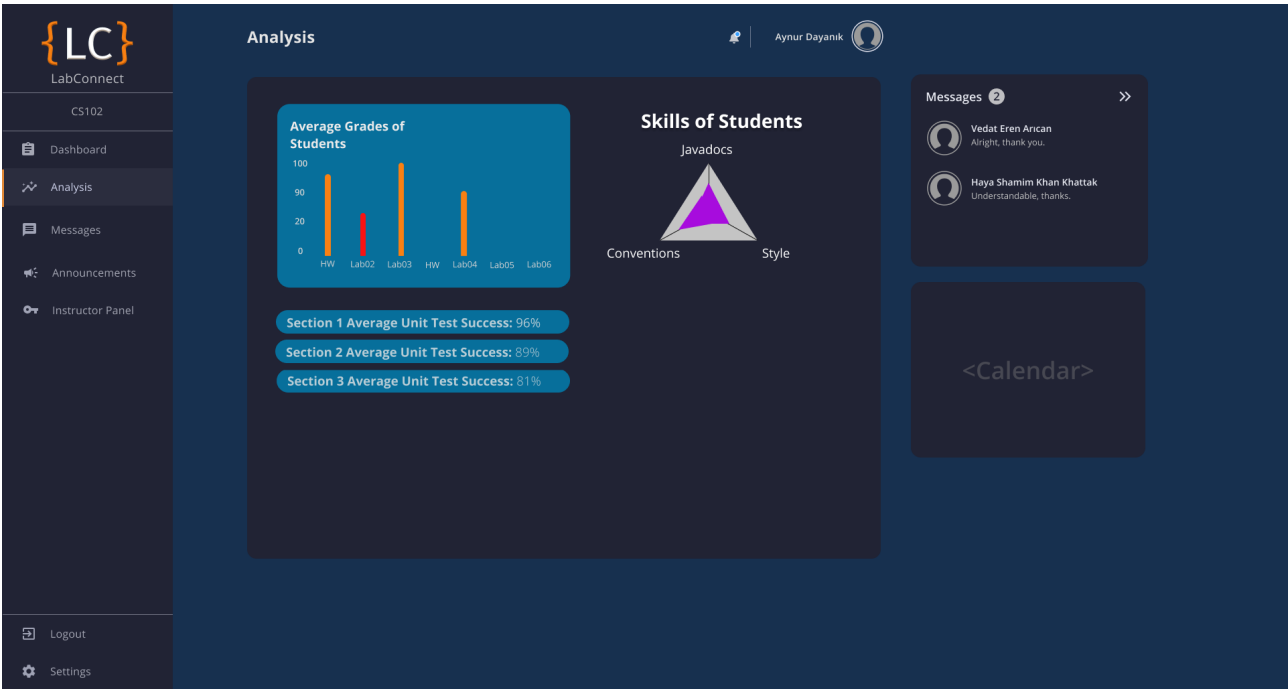 {LC}
LabConnect
CS102
Dashboard
Analysis
Messages
Announcements
Instructor Panel
Logout
Settings
Analysis
Aynur Dayanık
Average Grades of
Students
100
90
20
0
HW Lab02 Lab03 HW Lab04 Lab05 Lab06
Section 1 Average Unit Test Success: 96%
Section 2 Average Unit Test Success: 89%
Section 3 Average Unit Test Success: 81%
Skills of Students
Javadocs
Conventions Style
Messages 2
Vedat Eren Arıcan
Alright, thank you.
Haya Shamim Khan Khattak
Understandable, thanks.
<Calendar>